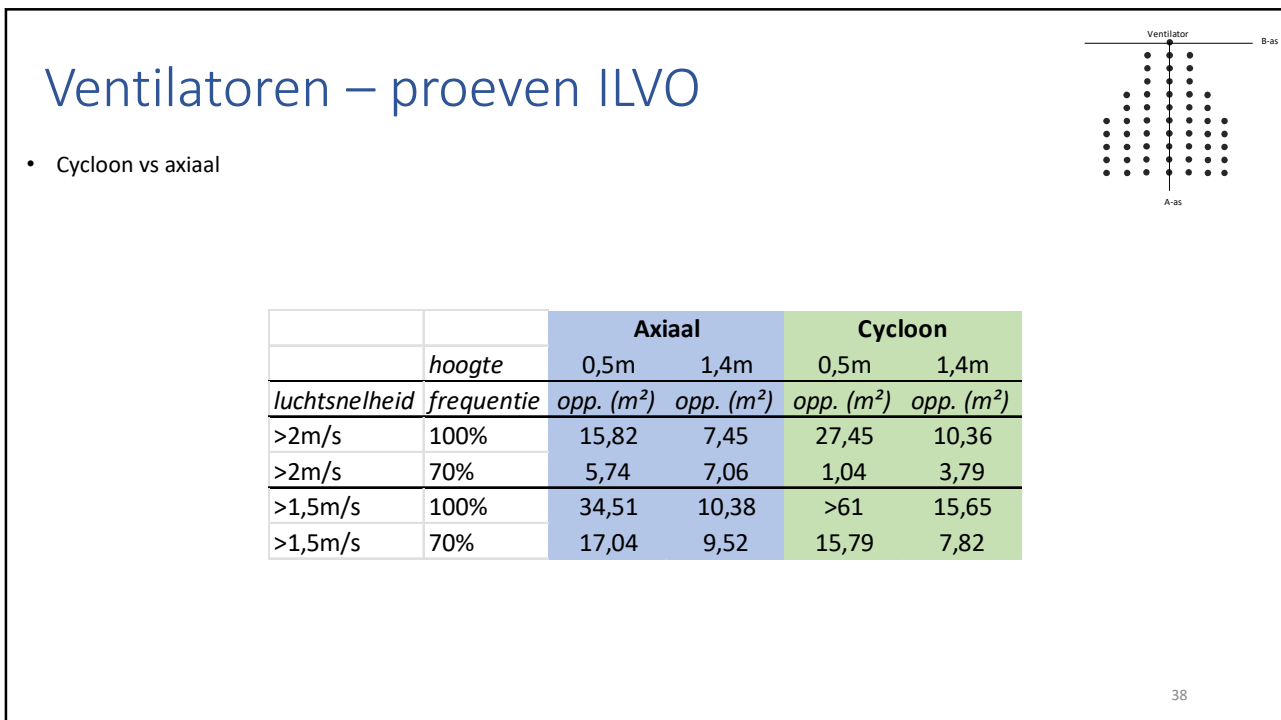 Ventilatoren – proeven ILVO
Ventilator
B-as
A-as
• Cycloon vs axiaal
Axiaal Cycloon
hoogte 0,5m 1,4m 0,5m 1,4m
luchtsnelheid frequentie opp. (m²) opp. (m²) opp. (m²) opp. (m²)
>2m/s 100% 15,82 7,45 27,45 10,36
>2m/s 70% 5,74 7,06 1,04 3,79
>1,5m/s 100% 34,51 10,38 >61 15,65
>1,5m/s 70% 17,04 9,52 15,79 7,82
38